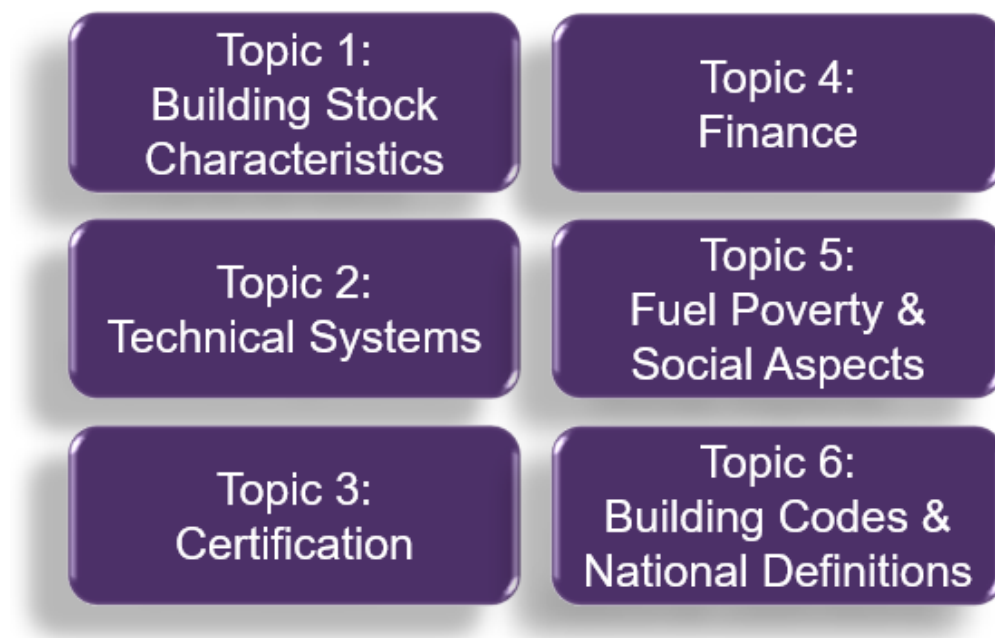 Topic 1:
Building Stock
Characteristics
Topic 2:
Technical Systems
Topic 3:
Certification
Topic 4:
Finance
Topic 5:
Fuel Poverty &
Social Aspects
Topic 6:
Building Codes &
National Definitions